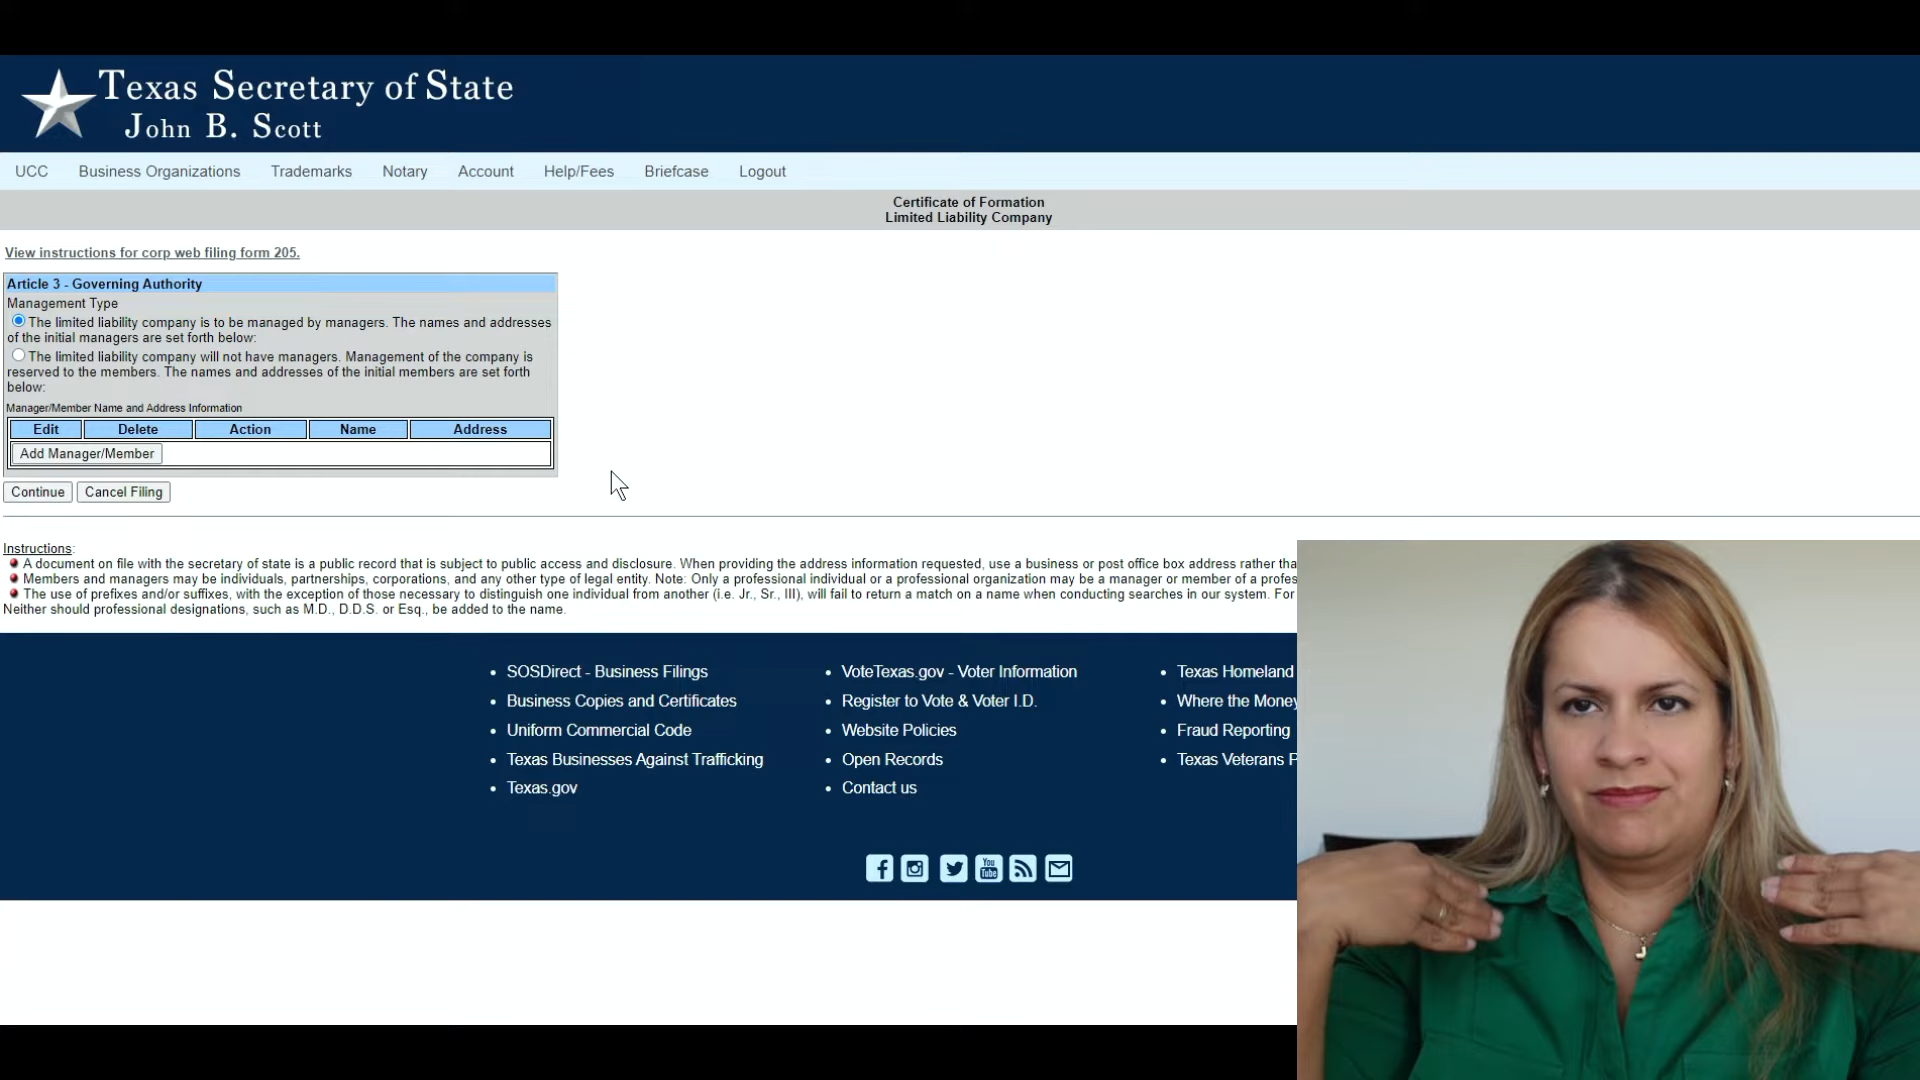 Texas Secretary of State
John B. Scott
UCC Business Organizations Trademarks Notary Account Help/Fees Briefcase Logout
Certificate of Formation
Limited Liability Company
View instructions for corp web filing form 205.
Article 3 - Governing Authority
Management Type
The limited liability company is to be managed by managers. The names and addresses
of the initial managers are set forth below:
The limited liability company will not have managers. Management of the company is
reserved to the members. The names and addresses of the initial members are set forth
below:
Manager/Member Name and Address Information
Edit Delete Action Name Address
Add Manager/Member
Continue Cancel Filing
Instructions:
A document on file with the secretary of state is a public record that is subject to public access and disclosure. When providing the address information requested, use a business or post office box address rather tha
Members and managers may be individuals, partnerships, corporations, and any other type of legal entity. Note: Only a professional individual or a professional organization may be a manager or member of a profes
The use of prefixes and/or suffixes, with the exception of those necessary to distinguish one individual from another (i.e. Jr., Sr., III), will fail to return a match on a name when conducting searches in our system. For
Neither should professional designations, such as M.D., D.D.S. or Esq., be added to the name.
SOSDirect - Business Filings
Business Copies and Certificates
Uniform Commercial Code
Texas Businesses Against Trafficking
Texas.gov
VoteTexas.gov - Voter Information
Register to Vote & Voter I.D.
Website Policies
Open Records
Contact us
Texas Homeland
Where the Money
Fraud Reporting
Texas Veterans P
You
Tube